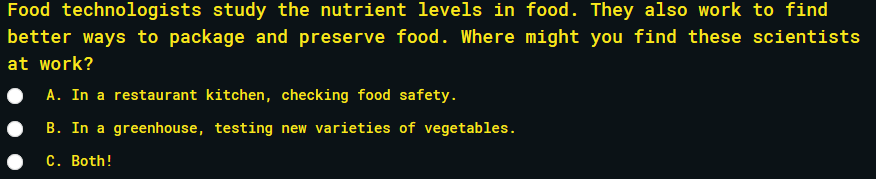 Food technologists study the nutrient levels in food. They also work to find
better ways to package and preserve food. Where might you find these scientists
at work?
A. In a restaurant kitchen, checking food safety.
B. In a greenhouse, testing new varieties of vegetables.
C. Both!